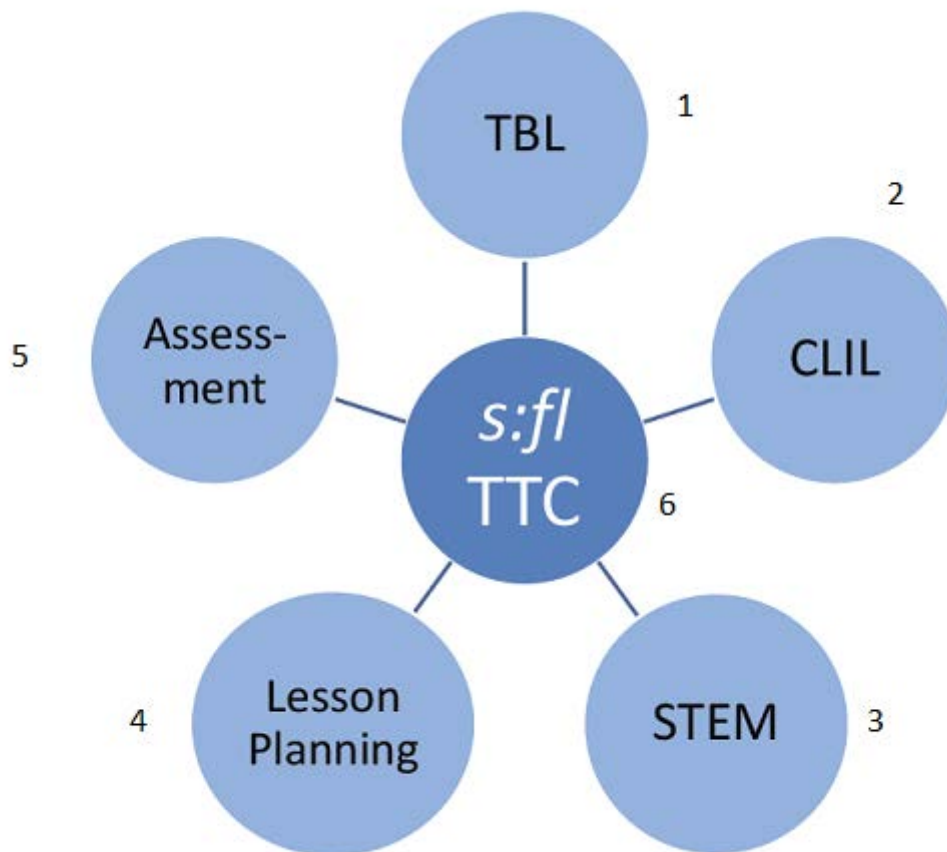 TBL
1
2
CLIL
Assess-
ment
5
s:fl
TTC
6
Lesson
Planning
4
STEM
3